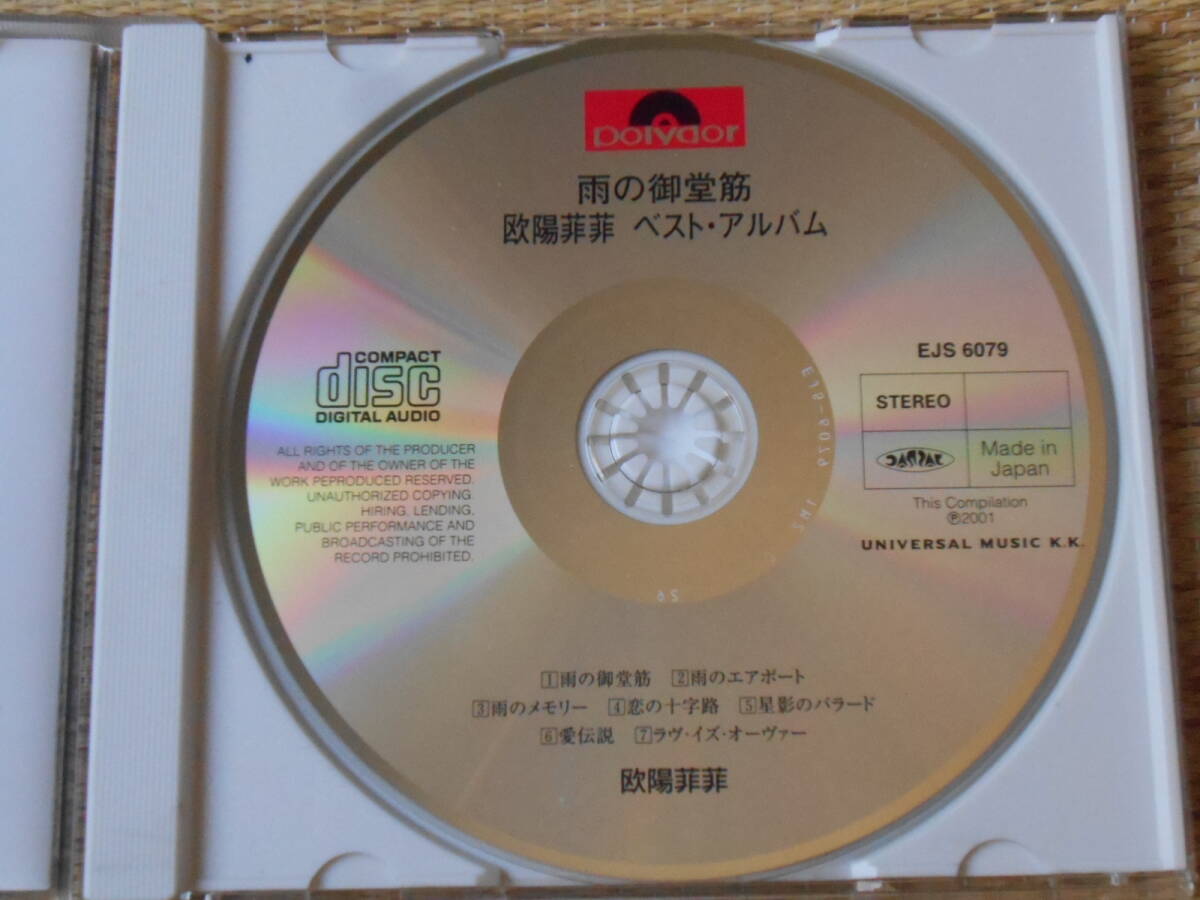 polydor
雨の御堂筋
欧陽菲菲 ベスト・アルバム
COMPACT
disc
DIGITAL AUDIO
ALL RIGHTS OF THE PRODUCER
AND OF THE OWNER OF THE
WORK PEPRODUCED RESERVED.
UNAUTHORIZED COPYING,
HIRING, LENDING,
PUBLIC PERFORMANCE AND
BROADCASTING OF THE
RECORD PROHIBITED.
EJS 6079
STEREO
JASRAC
Made in
Japan
This Compilation
℗2001
UNIVERSAL MUSIC K.K.
1雨の御堂筋 2雨のエアポート
3雨のメモリー 4恋の十字路 5星影のバラード
6愛伝説 7ラヴ・イズ・オーヴァー
欧陽菲菲